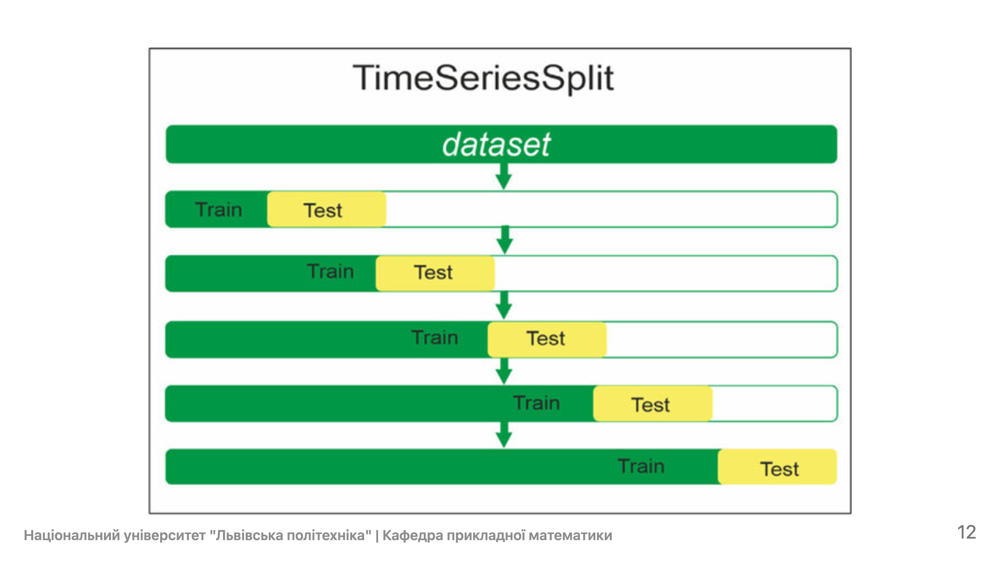 TimeSeriesSplit
dataset
Train Test
Train Test
Train Test
Train Test
Train Test
Національний університет "Львівська політехніка" | Кафедра прикладної математики
12